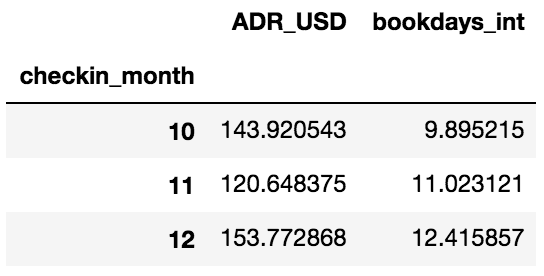 ADR_USD bookdays_int
checkin_month
10 143.920543 9.895215
11 120.648375 11.023121
12 153.772868 12.415857